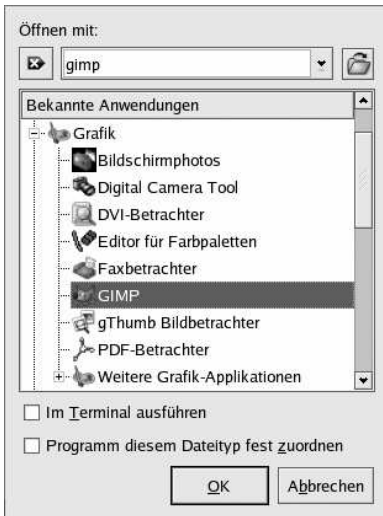 Öffnen mit:
gimp
Bekannte Anwendungen
Grafik
Bildschirmphotos
Digital Camera Tool
DVI-Betrachter
Editor für Farbpaletten
Faxbetrachter
GIMP
gThumb Bildbetrachter
PDF-Betrachter
Weitere Grafik-Applikationen
Im Terminal ausführen
Programm diesem Dateityp fest zuordnen
OK Abbrechen